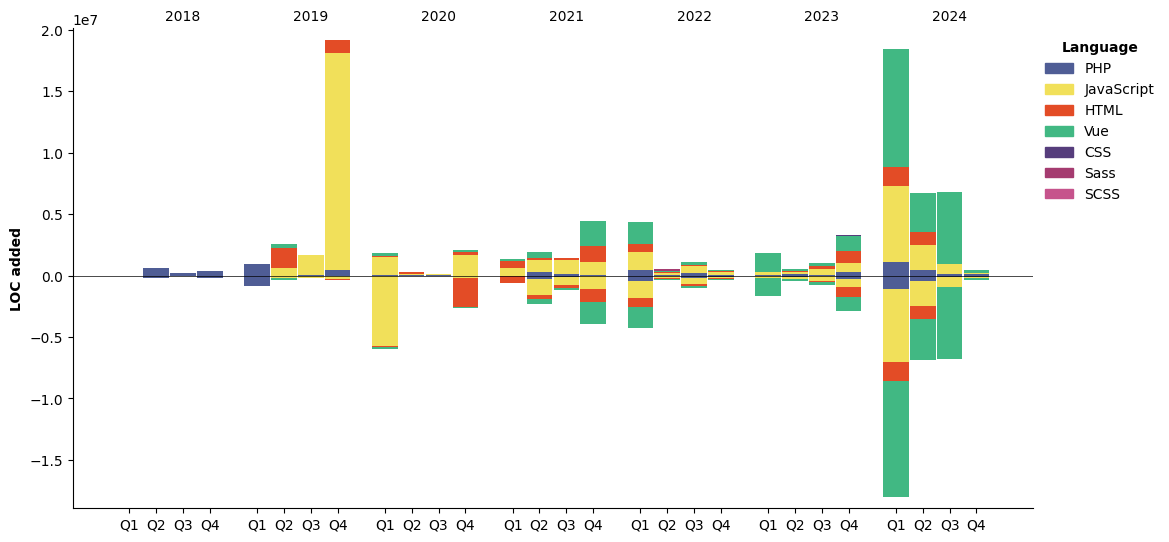 1e7
2018 2019 2020 2021 2022 2023 2024
2.0
1.5
1.0
0.5
0.0
−0.5
−1.0
−1.5
LOC added
Q1 Q2 Q3 Q4 Q1 Q2 Q3 Q4 Q1 Q2 Q3 Q4 Q1 Q2 Q3 Q4 Q1 Q2 Q3 Q4 Q1 Q2 Q3 Q4 Q1 Q2 Q3 Q4
Language
PHP
JavaScript
HTML
Vue
CSS
Sass
SCSS